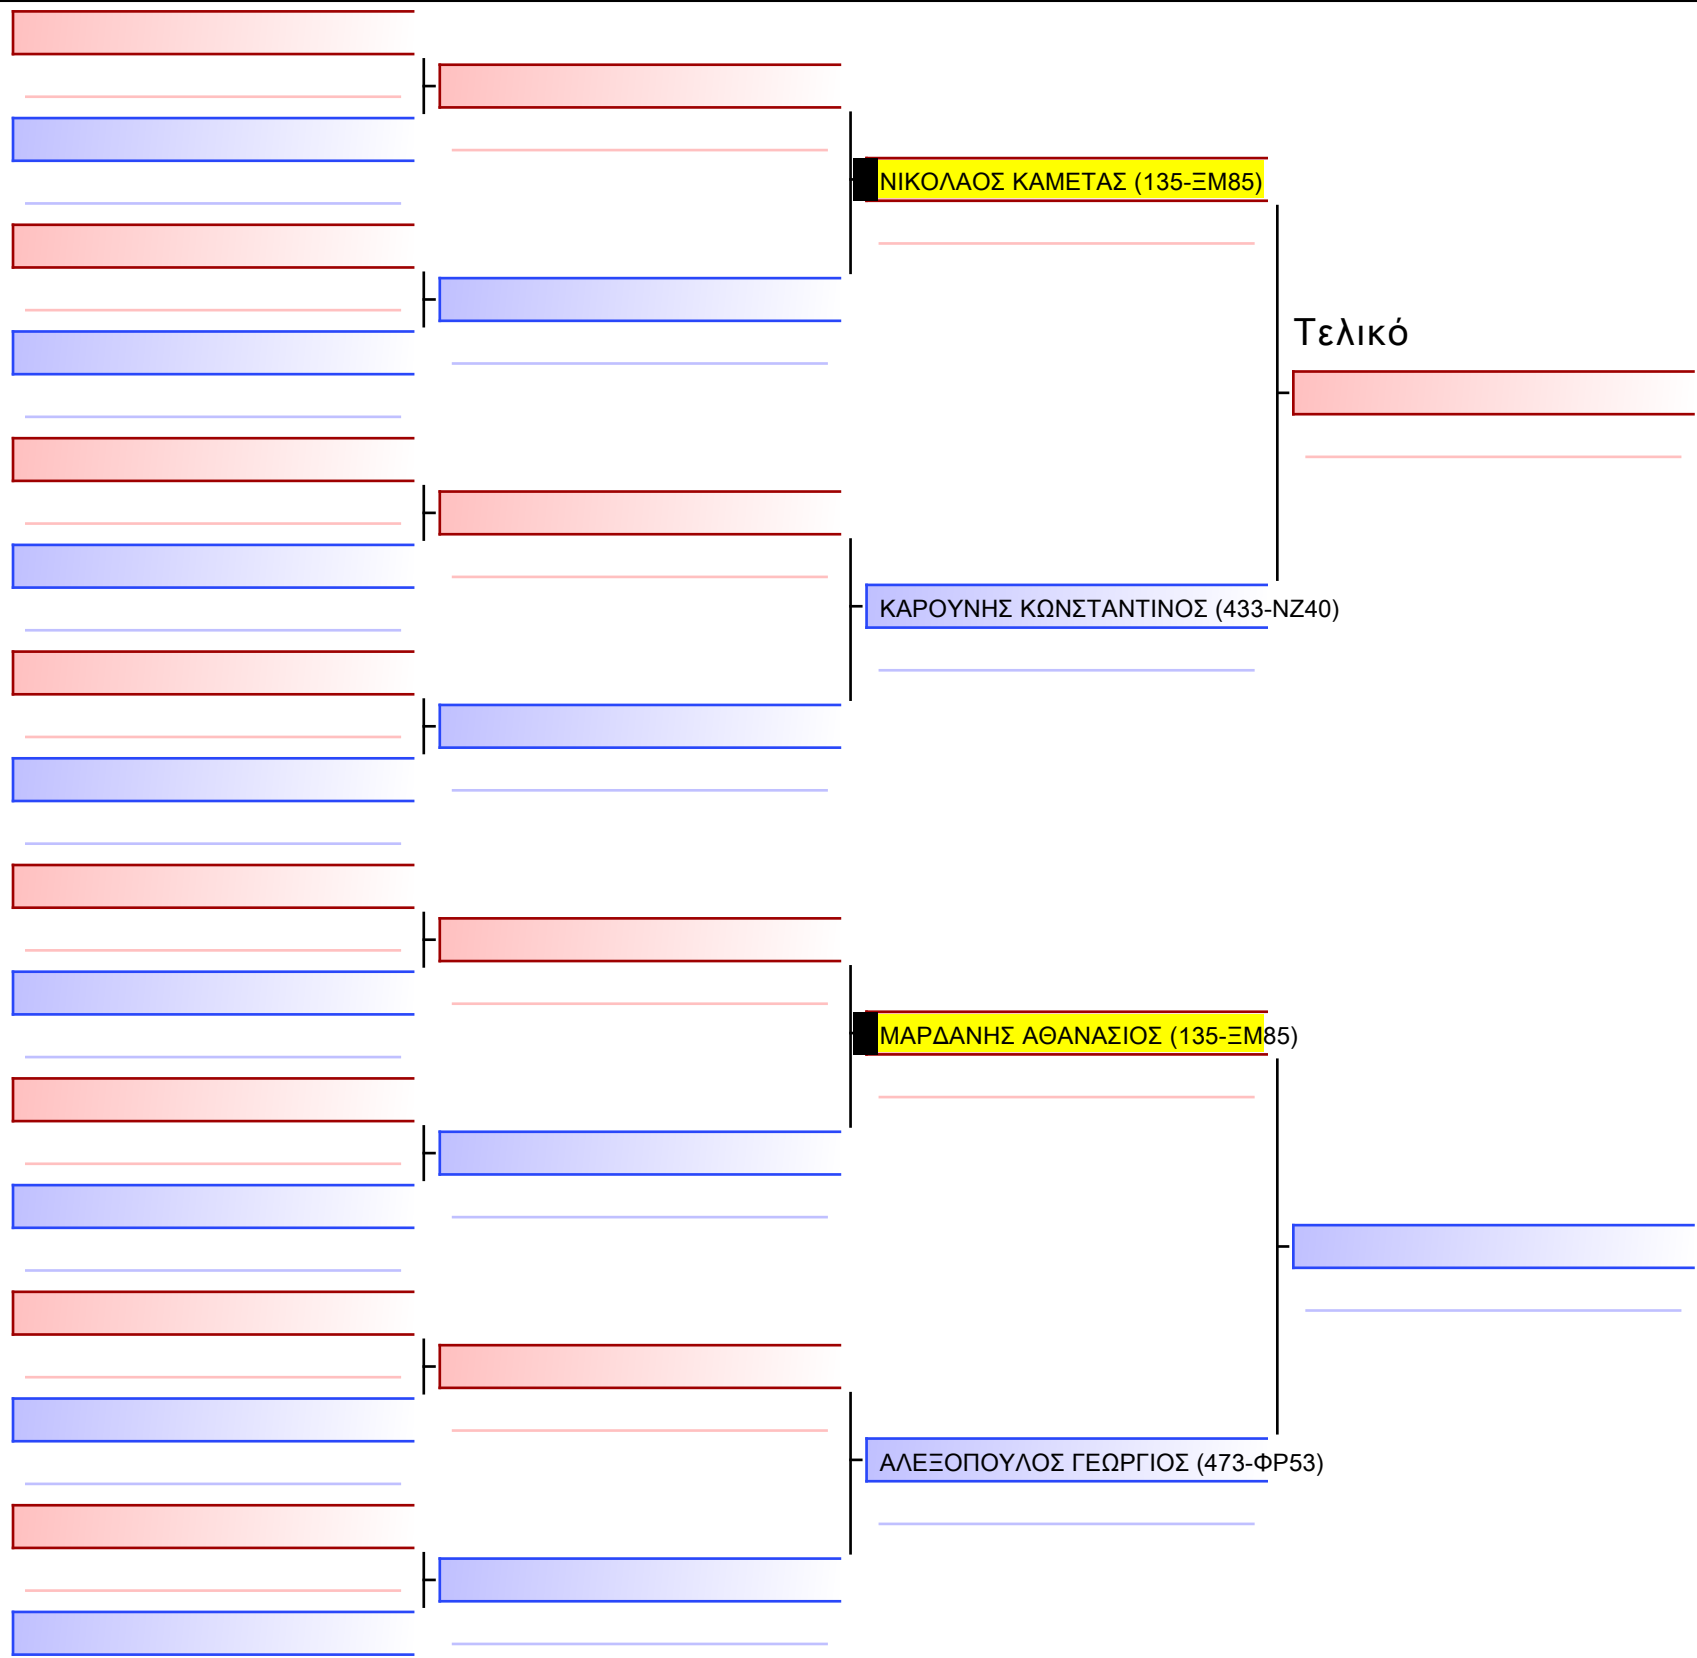 ΝΙΚΟΛΑΟΣ ΚΑΜΕΤΑΣ (135-ΞΜ85)
Τελικό
ΚΑΡΟΥΝΗΣ ΚΩΝΣΤΑΝΤΙΝΟΣ (433-ΝΖ40)
ΜΑΡΔΑΝΗΣ ΑΘΑΝΑΣΙΟΣ (135-ΞΜ85)
ΑΛΕΞΟΠΟΥΛΟΣ ΓΕΩΡΓΙΟΣ (473-ΦΡ53)